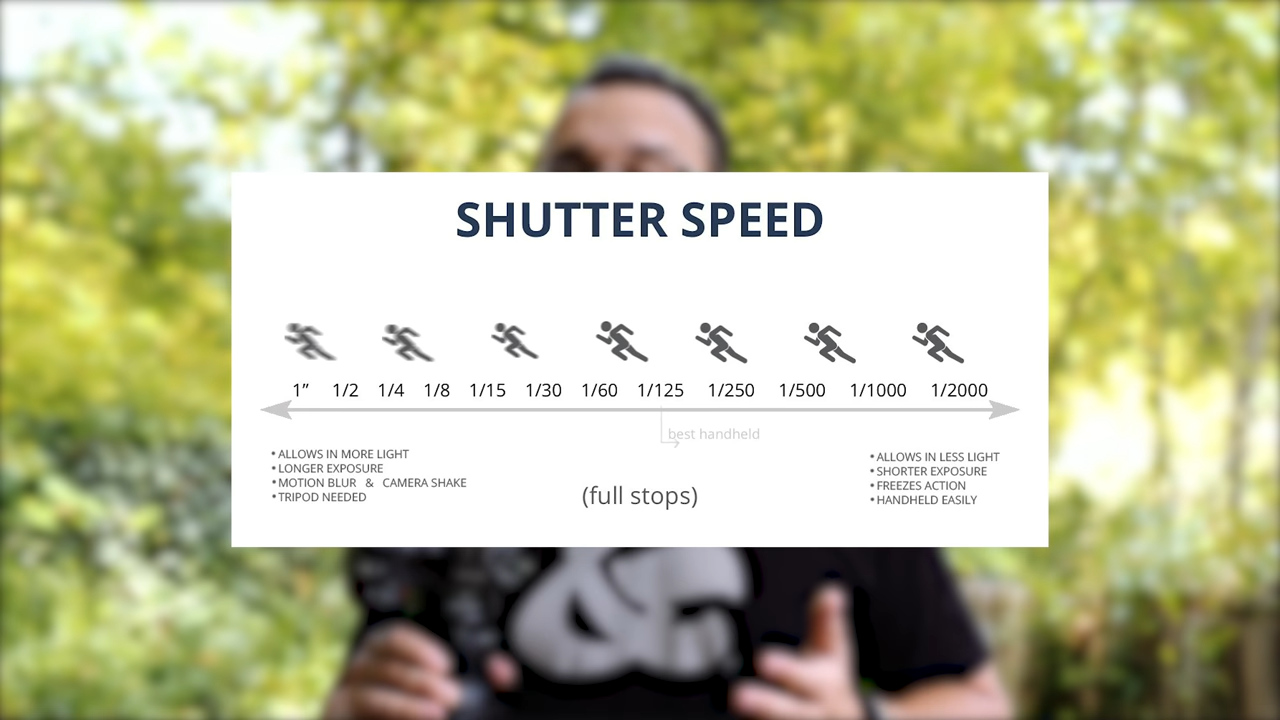 SHUTTER SPEED
1” 1/2 1/4 1/8 1/15 1/30 1/60 1/125 1/250 1/500 1/1000 1/2000
best handheld
• ALLOWS IN MORE LIGHT
• LONGER EXPOSURE
• MOTION BLUR & CAMERA SHAKE
• TRIPOD NEEDED
(full stops)
• ALLOWS IN LESS LIGHT
• SHORTER EXPOSURE
• FREEZES ACTION
• HANDHELD EASILY